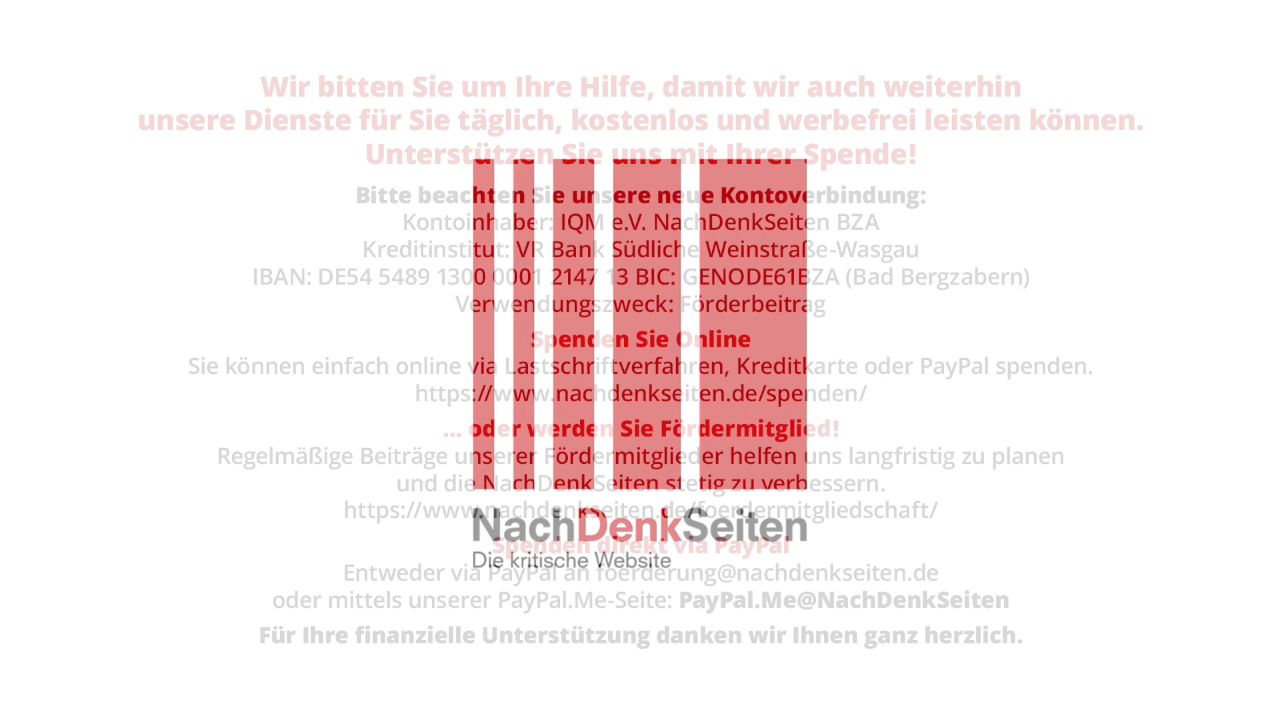 Wir bitten Sie um Ihre Hilfe, damit wir auch weiterhin
unsere Dienste für Sie täglich, kostenlos und werbefrei leisten können.
Unterstützen Sie uns mit Ihrer Spende!
Bitte beachten Sie unsere neue Kontoverbindung:
Kontoinhaber: IQM e.V. NachDenkSeiten BZA
Kreditinstitut: VR Bank Südliche Weinstraße-Wasgau
IBAN: DE54 5489 1300 0001 2147 13 BIC: GENODE61BZA (Bad Bergzabern)
Verwendungszweck: Förderbeitrag
Spenden Sie Online
Sie können einfach online via Lastschriftverfahren, Kreditkarte oder PayPal spenden.
https://www.nachdenkseiten.de/spenden/
... oder werden Sie Fördermitglied!
Regelmäßige Beiträge unserer Fördermitglieder helfen uns langfristig zu planen
und die NachDenkSeiten stetig zu verbessern.
https://www.nachdenkseiten.de/foerdermitgliedschaft/
NachDenkSeiten
Spenden direkt via PayPal
Die kritische Website
Entweder via PayPal an foerderung@nachdenkseiten.de
oder mittels unserer PayPal.Me-Seite: PayPal.Me@NachDenkSeiten
Für Ihre finanzielle Unterstützung danken wir Ihnen ganz herzlich.